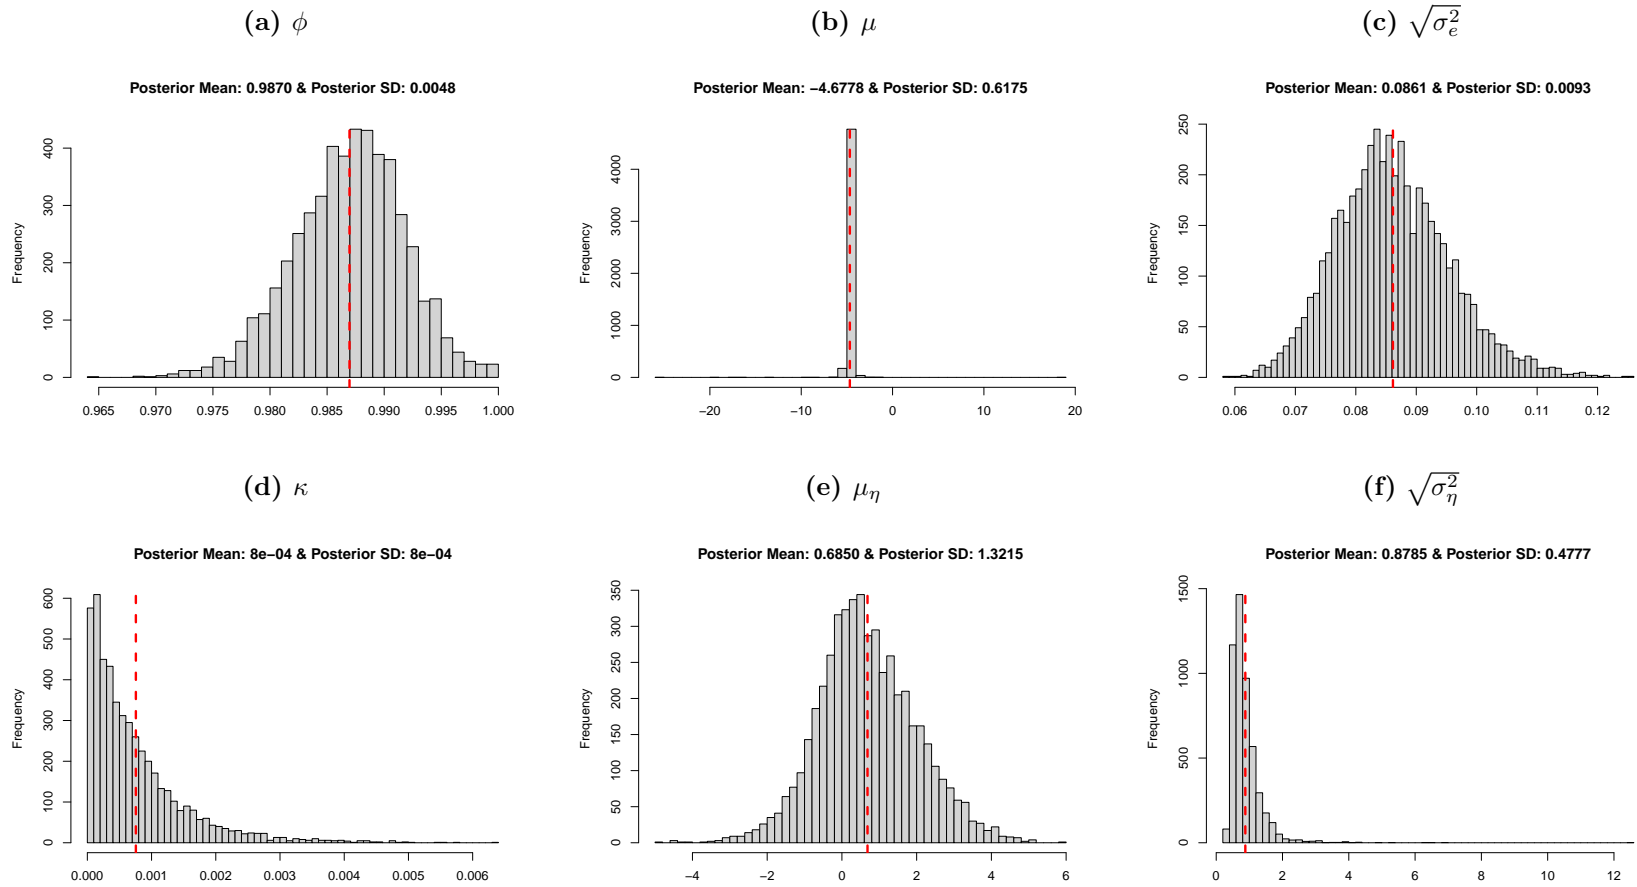 (a) ϕ
Posterior Mean: 0.9870 & Posterior SD: 0.0048
Frequency
0 100 200 300 400
0.965 0.970 0.975 0.980 0.985 0.990 0.995 1.000
(b) μ
Posterior Mean: −4.6778 & Posterior SD: 0.6175
Frequency
0 1000 2000 3000 4000
−20 −10 0 10 20
(c) √σ²ₑ
Posterior Mean: 0.0861 & Posterior SD: 0.0093
Frequency
0 50 100 150 200 250
0.06 0.07 0.08 0.09 0.10 0.11 0.12
(d) κ
Posterior Mean: 8e−04 & Posterior SD: 8e−04
Frequency
0 100 200 300 400 500 600
0.000 0.001 0.002 0.003 0.004 0.005 0.006
(e) μ_η
Posterior Mean: 0.6850 & Posterior SD: 1.3215
Frequency
0 50 100 150 200 250 300 350
−4 −2 0 2 4 6
(f) √σ²_η
Posterior Mean: 0.8785 & Posterior SD: 0.4777
Frequency
0 500 1000 1500
0 2 4 6 8 10 12